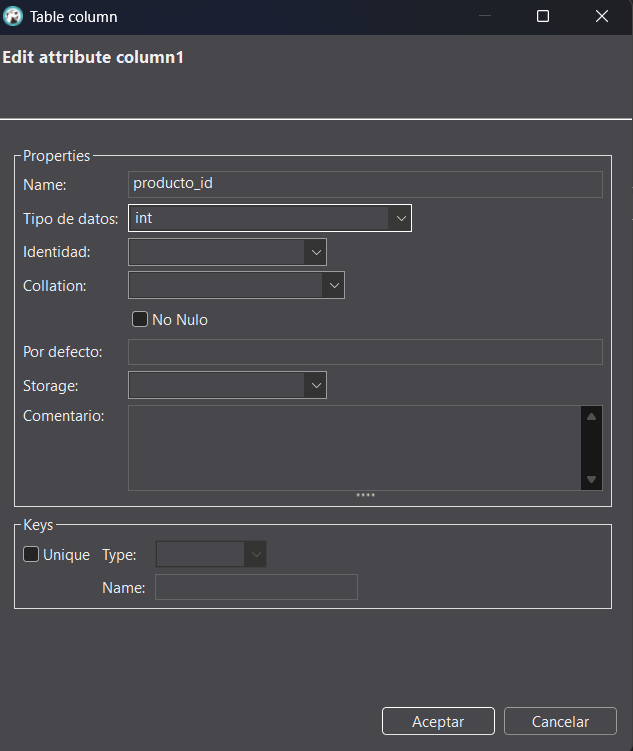 Table column
Edit attribute column1
Properties
Name: producto_id
Tipo de datos: int
Identidad:
Collation:
No Nulo
Por defecto:
Storage:
Comentario:
Keys
Unique Type:
Name:
Aceptar Cancelar